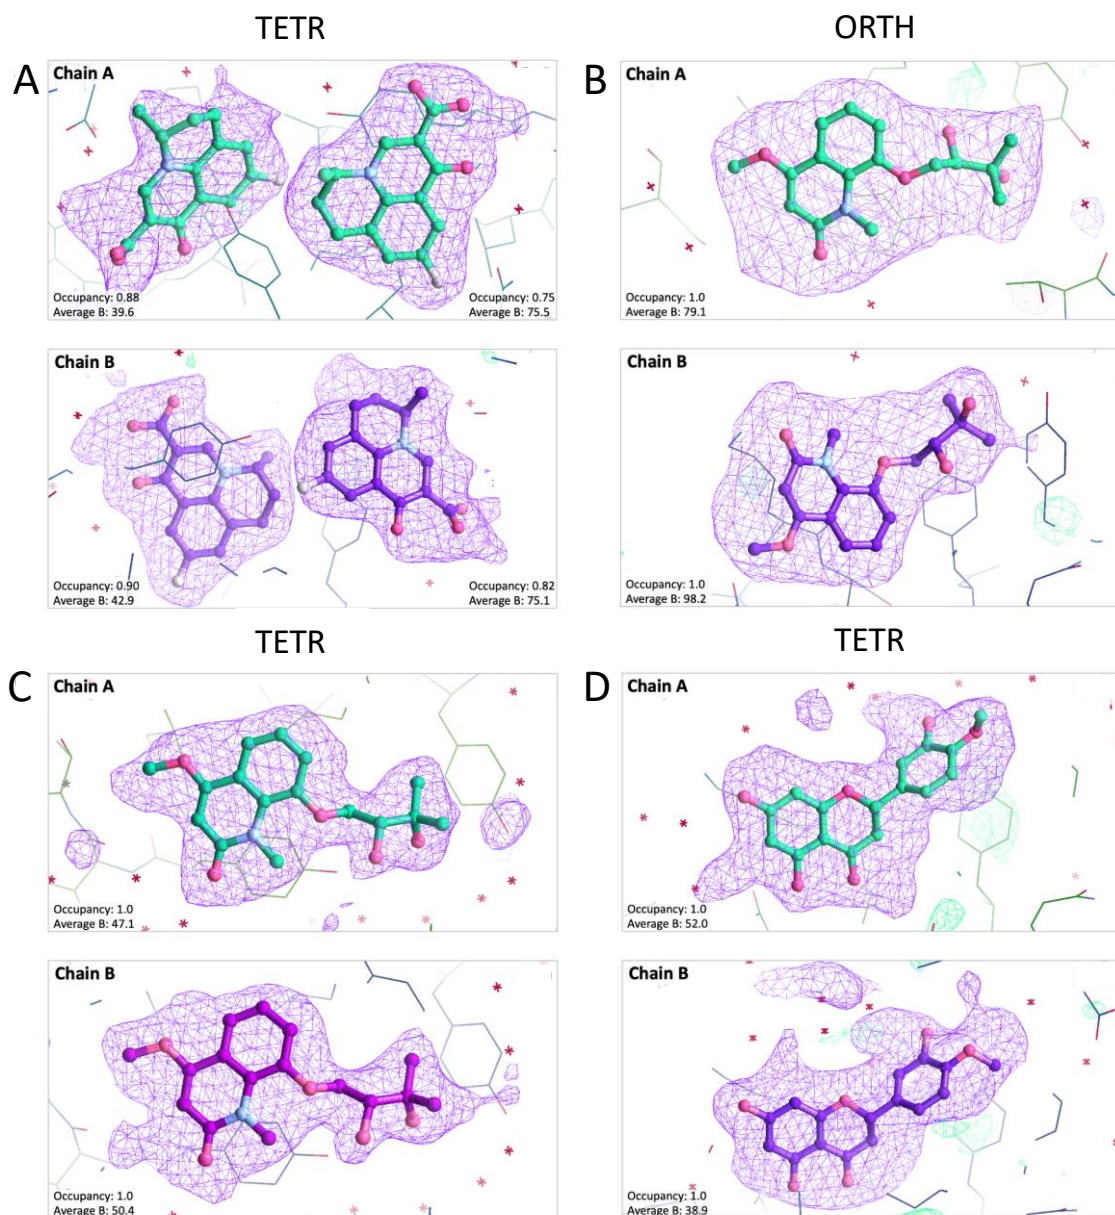 TETR
ORTH
A
Chain A
Occupancy: 0.88
Average B: 39.6
Occupancy: 0.75
Average B: 75.5
B
Chain A
Occupancy: 1.0
Average B: 79.1
Chain B
Occupancy: 0.90
Average B: 42.9
Occupancy: 0.82
Average B: 75.1
Chain B
Occupancy: 1.0
Average B: 98.2
TETR
TETR
C
Chain A
Occupancy: 1.0
Average B: 47.1
D
Chain A
Occupancy: 1.0
Average B: 52.0
Chain B
Occupancy: 1.0
Average B: 50.4
Chain B
Occupancy: 1.0
Average B: 38.9